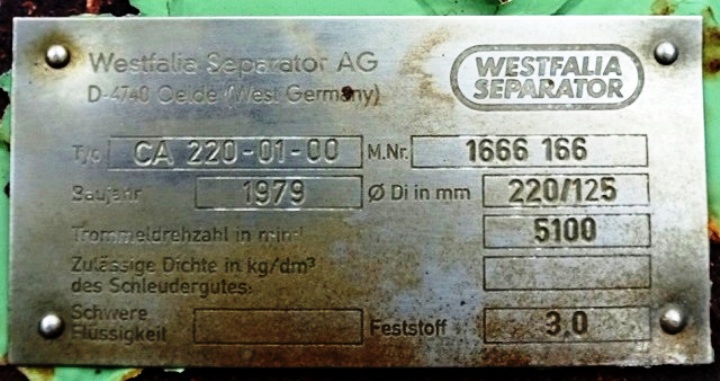 Westfalia Separator AG
D-4740 Oelde (West Germany)
WESTFALIA
SEPARATOR
Typ CA 220-01-00 M.Nr. 1666 166
Baujahr 1979 Ø Di in mm 220/125
Trommeldrehzahl in min-¹ 5100
Zulässige Dichte in kg/dm³
des Schleudergutes
Schwere
Flüssigkeit Feststoff 3.0